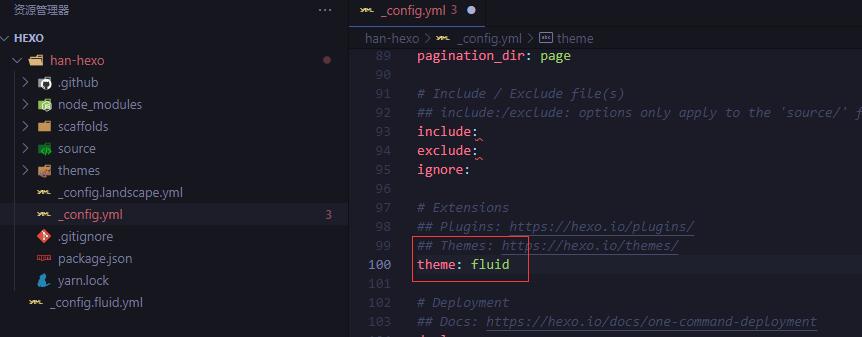 资源管理器
HEXO
han-hexo
.github
node_modules
scaffolds
source
themes
_config.landscape.yml
_config.yml 3
.gitignore
package.json
yarn.lock
_config.fluid.yml
_config.yml 3
han-hexo > _config.yml > abc theme
89 pagination_dir: page
90
91 # Include / Exclude file(s)
92 ## include:/exclude: options only apply to the 'source/' f
93 include:
94 exclude:
95 ignore:
96
97 # Extensions
98 ## Plugins: https://hexo.io/plugins/
99 ## Themes: https://hexo.io/themes/
100 theme: fluid
101
102 # Deployment
103 ## Docs: https://hexo.io/docs/one-command-deployment